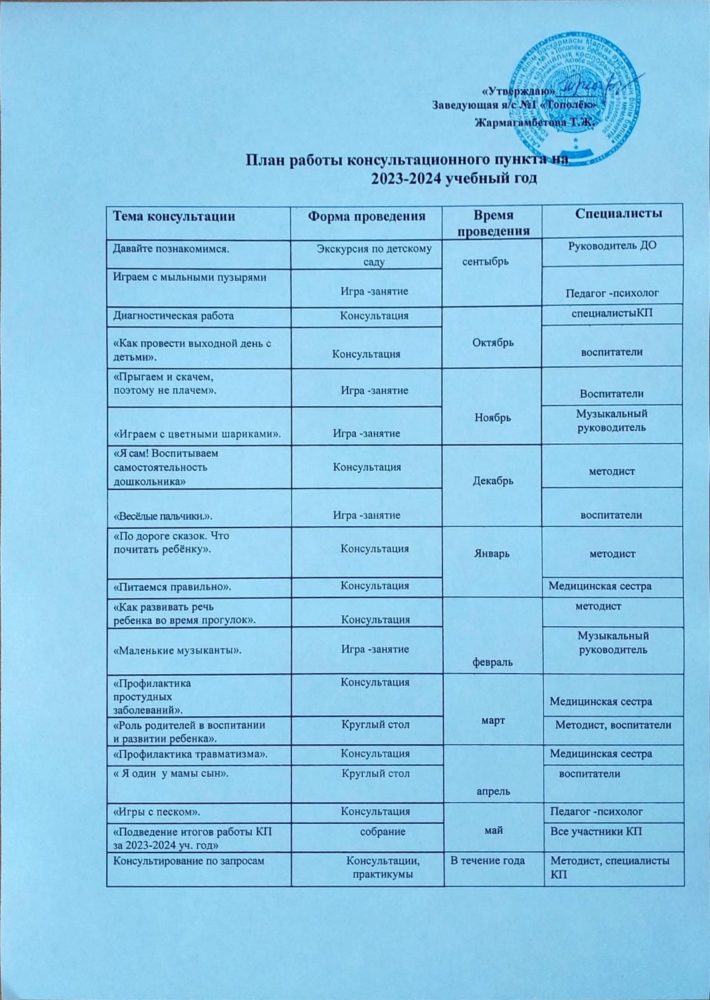 «Утверждаю»
Заведующая я/с №1 «Тополёк»
Жармагамбетова Т.Ж.
План работы консультационного пункта на
2023-2024 учебный год
Тема консультации Форма проведения Время проведения Специалисты
Давайте познакомимся. Экскурсия по детскому саду сентябрь Руководитель ДО
Играем с мыльными пузырями Игра -занятие Педагог -психолог
Диагностическая работа Консультация Октябрь специалистыКП
«Как провести выходной день с
детьми». Консультация воспитатели
«Прыгаем и скачем,
поэтому не плачем». Игра -занятие Ноябрь Воспитатели
«Играем с цветными шариками». Игра -занятие Музыкальный руководитель
«Я сам! Воспитываем
самостоятельность
дошкольника» Консультация Декабрь методист
«Весёлые пальчики.». Игра -занятие воспитатели
«По дороге сказок. Что
почитать ребёнку». Консультация Январь методист
«Питаемся правильно». Консультация Медицинская сестра
«Как развивать речь
ребенка во время прогулок». Консультация февраль методист
«Маленькие музыканты». Игра -занятие Музыкальный руководитель
«Профилактика
простудных
заболеваний». Консультация март Медицинская сестра
«Роль родителей в воспитании
и развитии ребенка». Круглый стол Методист, воспитатели
«Профилактика травматизма». Консультация апрель Медицинская сестра
« Я один у мамы сын». Круглый стол воспитатели
«Игры с песком». Консультация май Педагог -психолог
«Подведение итогов работы КП
за 2023-2024 уч. год» собрание Все участники КП
Консультирование по запросам Консультации, практикумы В течение года Методист, специалисты КП